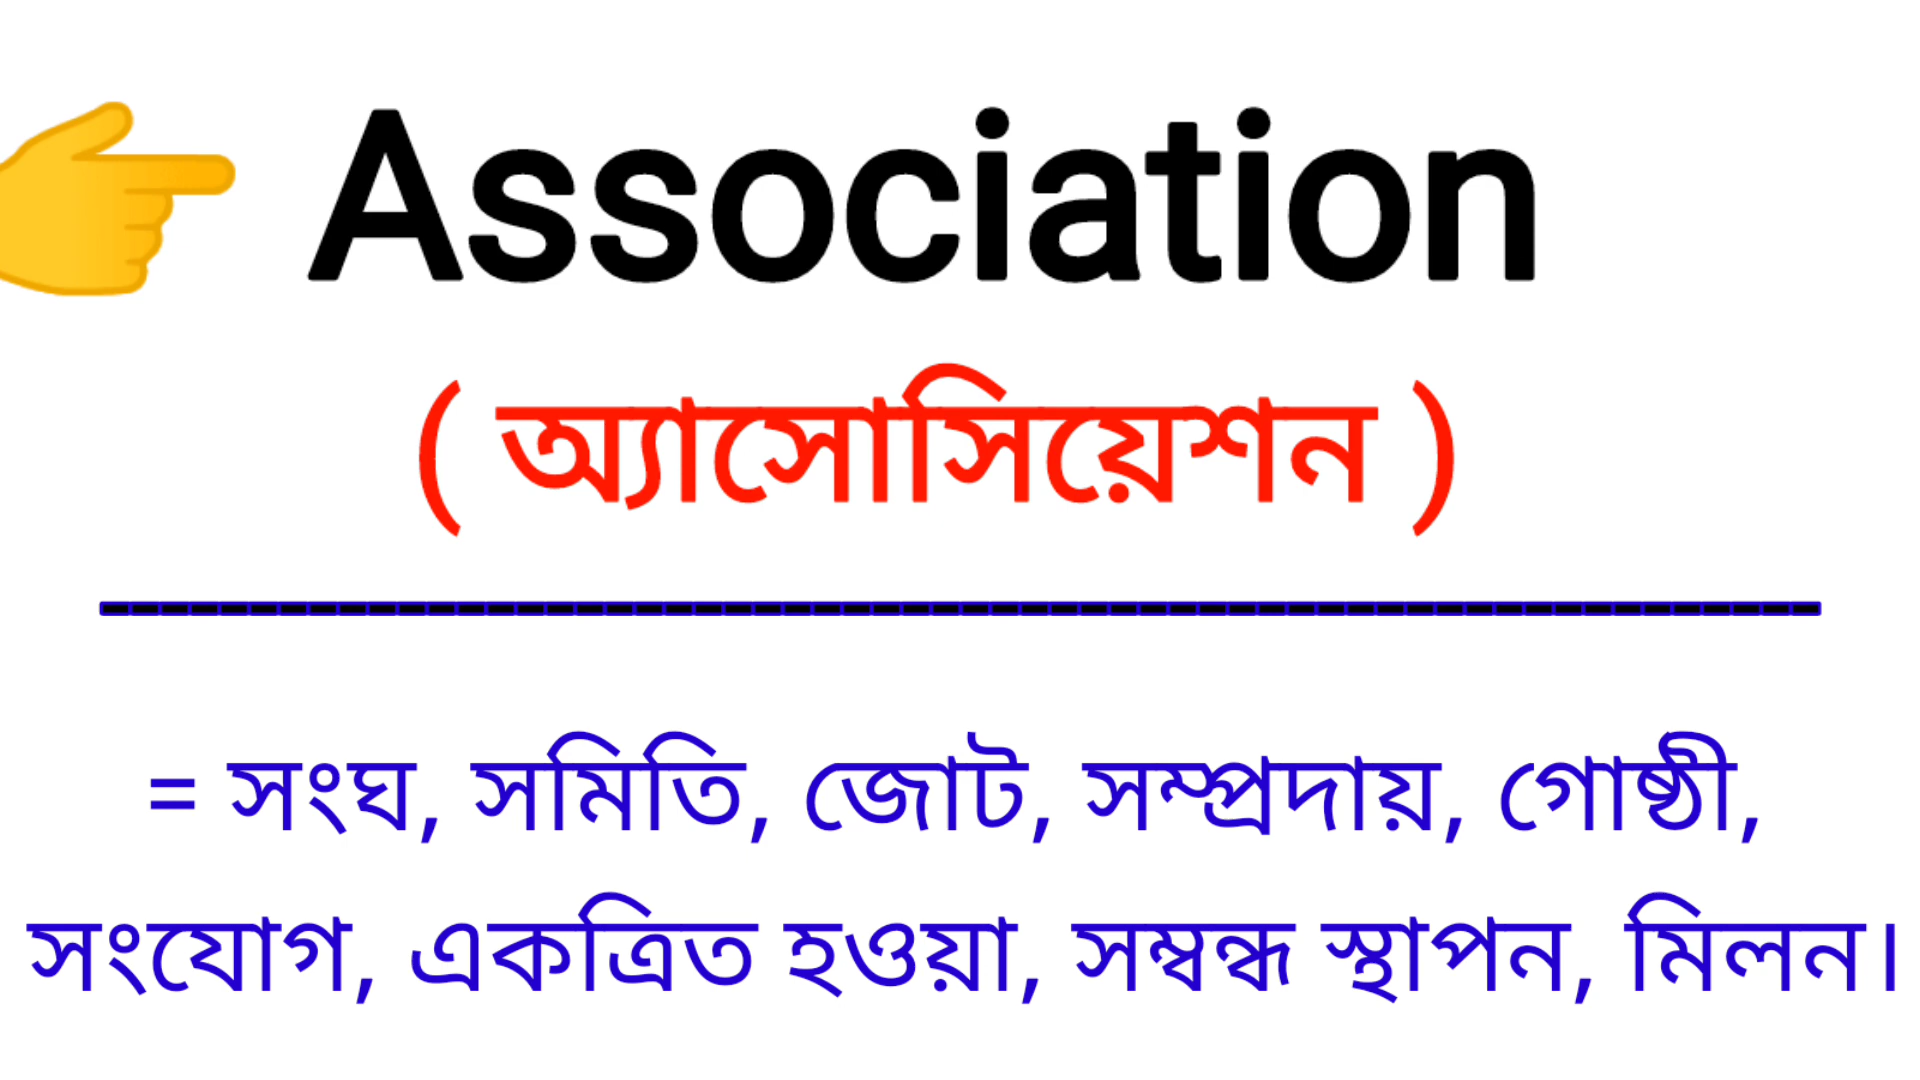 Association
( অ্যাসোসিয়েশন )
= সংঘ, সমিতি, জোট, সম্প্রদায়, গোষ্ঠী,
সংযোগ, একত্রিত হওয়া, সম্বন্ধ স্থাপন, মিলন।